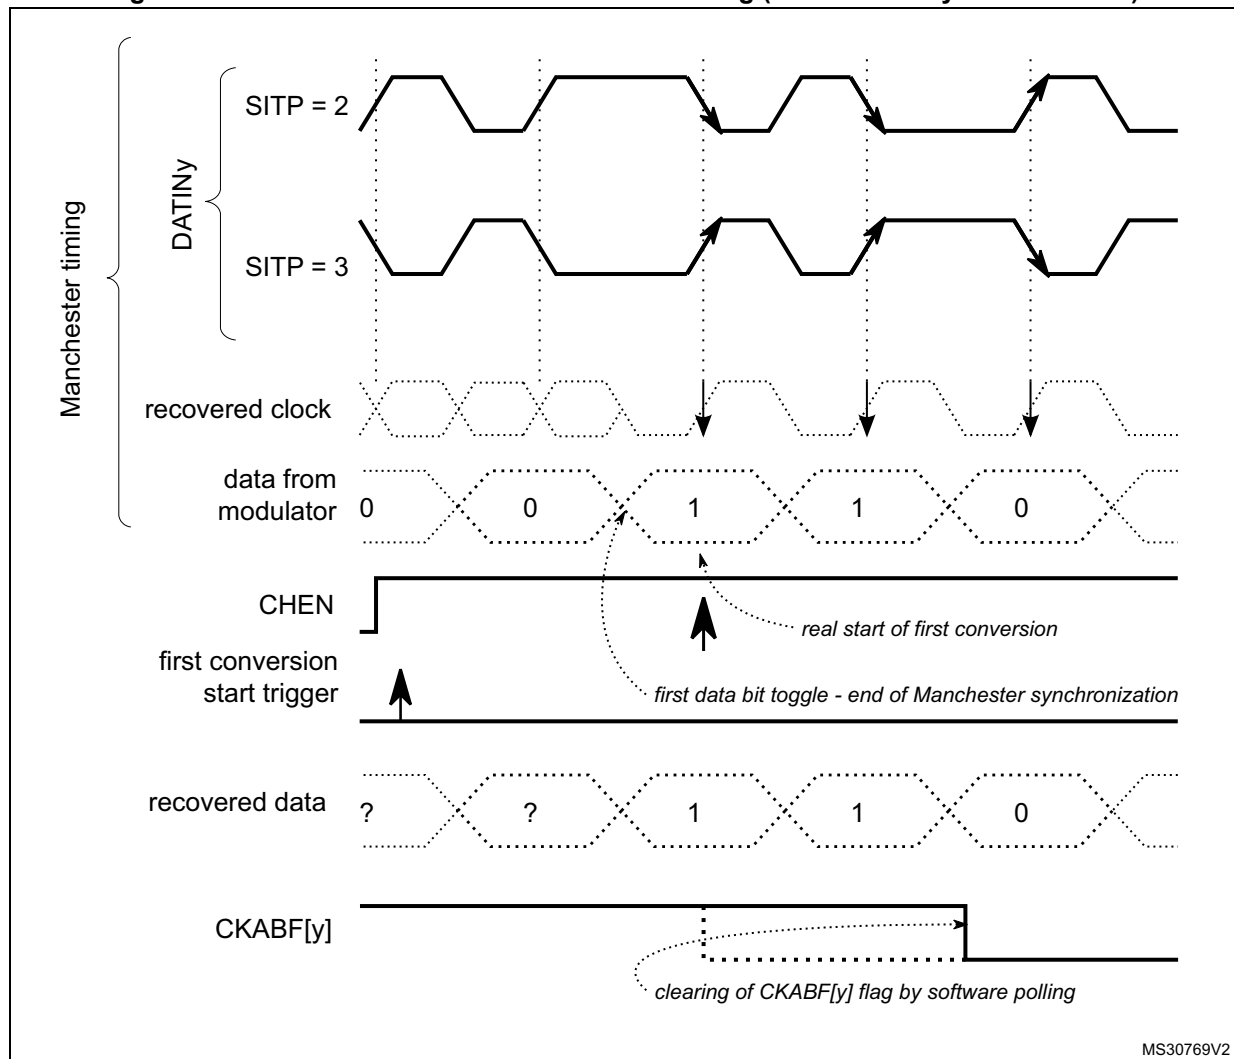 SITP = 2
DATINy
SITP = 3
Manchester timing
recovered clock
data from
modulator
0 0 1 1 0
CHEN
real start of first conversion
first conversion
start trigger
first data bit toggle - end of Manchester synchronization
recovered data
? ? 1 1 0
CKABF[y]
clearing of CKABF[y] flag by software polling
MS30769V2